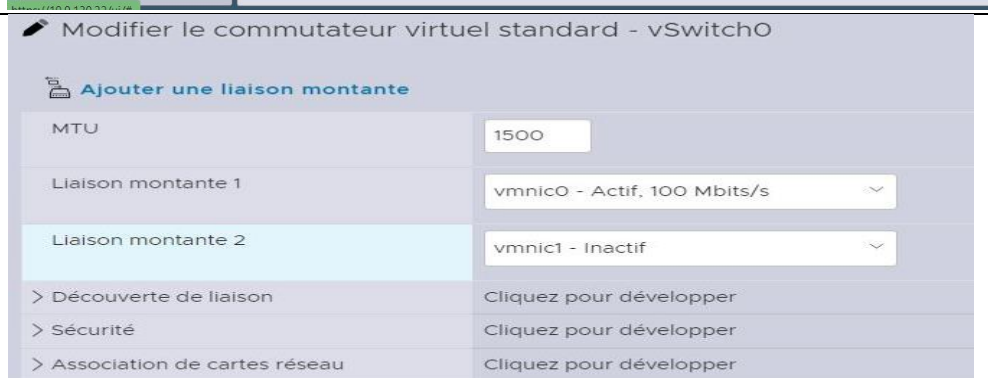 Modifier le commutateur virtuel standard - vSwitch0
Ajouter une liaison montante
MTU
1500
Liaison montante 1
vmnic0 - Actif, 100 Mbits/s
Liaison montante 2
vmnic1 - Inactif
> Découverte de liaison
Cliquez pour développer
> Sécurité
Cliquez pour développer
> Association de cartes réseau
Cliquez pour développer